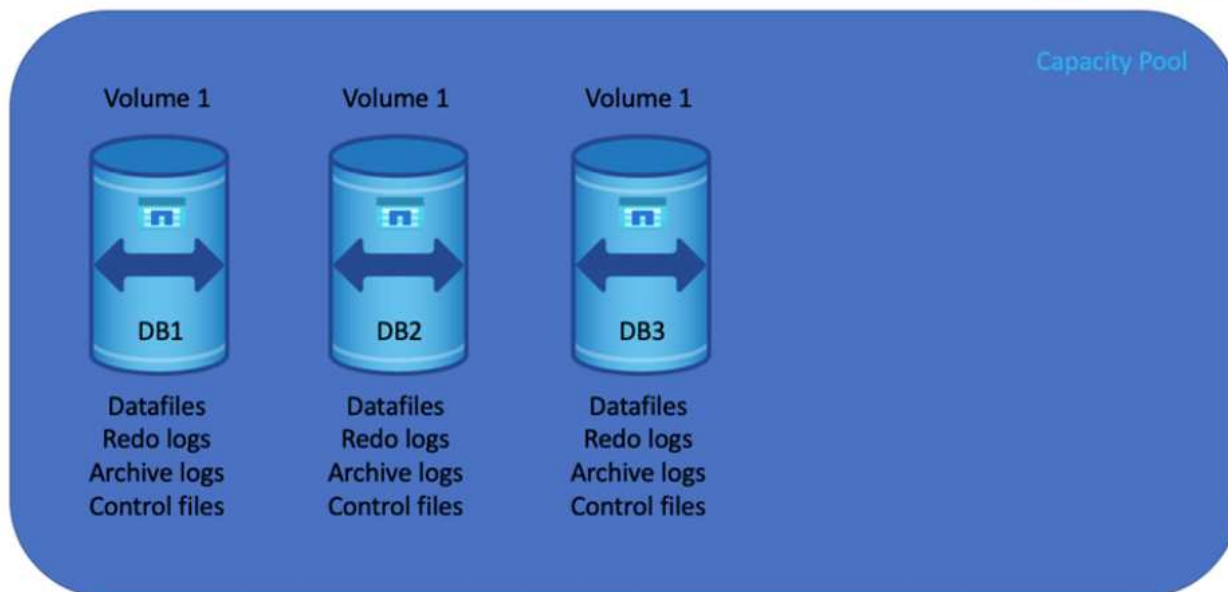 Capacity Pool
Volume 1
Volume 1
Volume 1
DB1
DB2
DB3
Datafiles
Redo logs
Archive logs
Control files
Datafiles
Redo logs
Archive logs
Control files
Datafiles
Redo logs
Archive logs
Control files